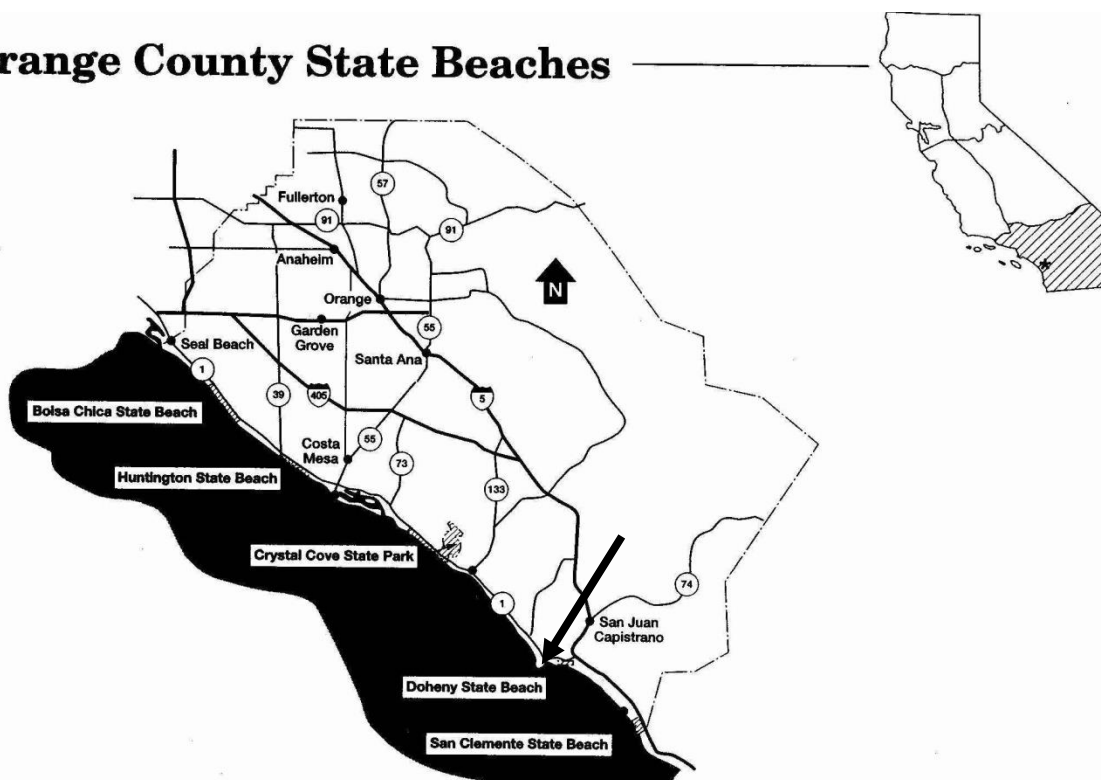 range County State Beaches
57
Fullerton
91
91
Anaheim
N
Orange
Garden
Grove
55
Santa Ana
Seal Beach
1
39
405
5
Bolsa Chica State Beach
Costa
Mesa
55
73
Huntington State Beach
133
Crystal Cove State Park
74
1
San Juan
Capistrano
Doheny State Beach
San Clemente State Beach